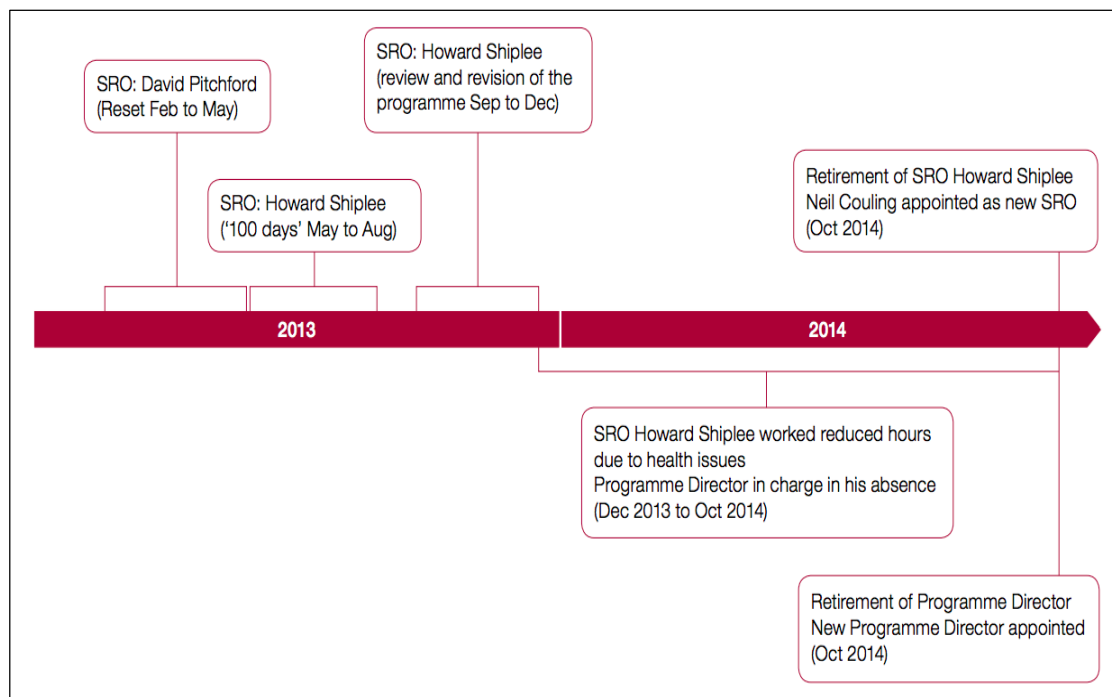 SRO: David Pitchford
(Reset Feb to May)
SRO: Howard Shiplee
(‘100 days’ May to Aug)
SRO: Howard Shiplee
(review and revision of the
programme Sep to Dec)
Retirement of SRO Howard Shiplee
Neil Couling appointed as new SRO
(Oct 2014)
2013
2014
SRO Howard Shiplee worked reduced hours
due to health issues
Programme Director in charge in his absence
(Dec 2013 to Oct 2014)
Retirement of Programme Director
New Programme Director appointed
(Oct 2014)